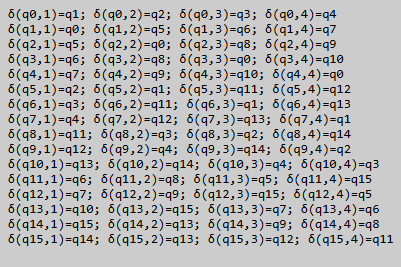 δ(q0,1)=q1; δ(q0,2)=q2; δ(q0,3)=q3; δ(q0,4)=q4
δ(q1,1)=q0; δ(q1,2)=q5; δ(q1,3)=q6; δ(q1,4)=q7
δ(q2,1)=q5; δ(q2,2)=q0; δ(q2,3)=q8; δ(q2,4)=q9
δ(q3,1)=q6; δ(q3,2)=q8; δ(q3,3)=q0; δ(q3,4)=q10
δ(q4,1)=q7; δ(q4,2)=q9; δ(q4,3)=q10; δ(q4,4)=q0
δ(q5,1)=q2; δ(q5,2)=q1; δ(q5,3)=q11; δ(q5,4)=q12
δ(q6,1)=q3; δ(q6,2)=q11; δ(q6,3)=q1; δ(q6,4)=q13
δ(q7,1)=q4; δ(q7,2)=q12; δ(q7,3)=q13; δ(q7,4)=q1
δ(q8,1)=q11; δ(q8,2)=q3; δ(q8,3)=q2; δ(q8,4)=q14
δ(q9,1)=q12; δ(q9,2)=q4; δ(q9,3)=q14; δ(q9,4)=q2
δ(q10,1)=q13; δ(q10,2)=q14; δ(q10,3)=q4; δ(q10,4)=q3
δ(q11,1)=q6; δ(q11,2)=q8; δ(q11,3)=q5; δ(q11,4)=q15
δ(q12,1)=q7; δ(q12,2)=q9; δ(q12,3)=q15; δ(q12,4)=q5
δ(q13,1)=q10; δ(q13,2)=q15; δ(q13,3)=q7; δ(q13,4)=q6
δ(q14,1)=q15; δ(q14,2)=q13; δ(q14,3)=q9; δ(q14,4)=q8
δ(q15,1)=q14; δ(q15,2)=q13; δ(q15,3)=q12; δ(q15,4)=q11